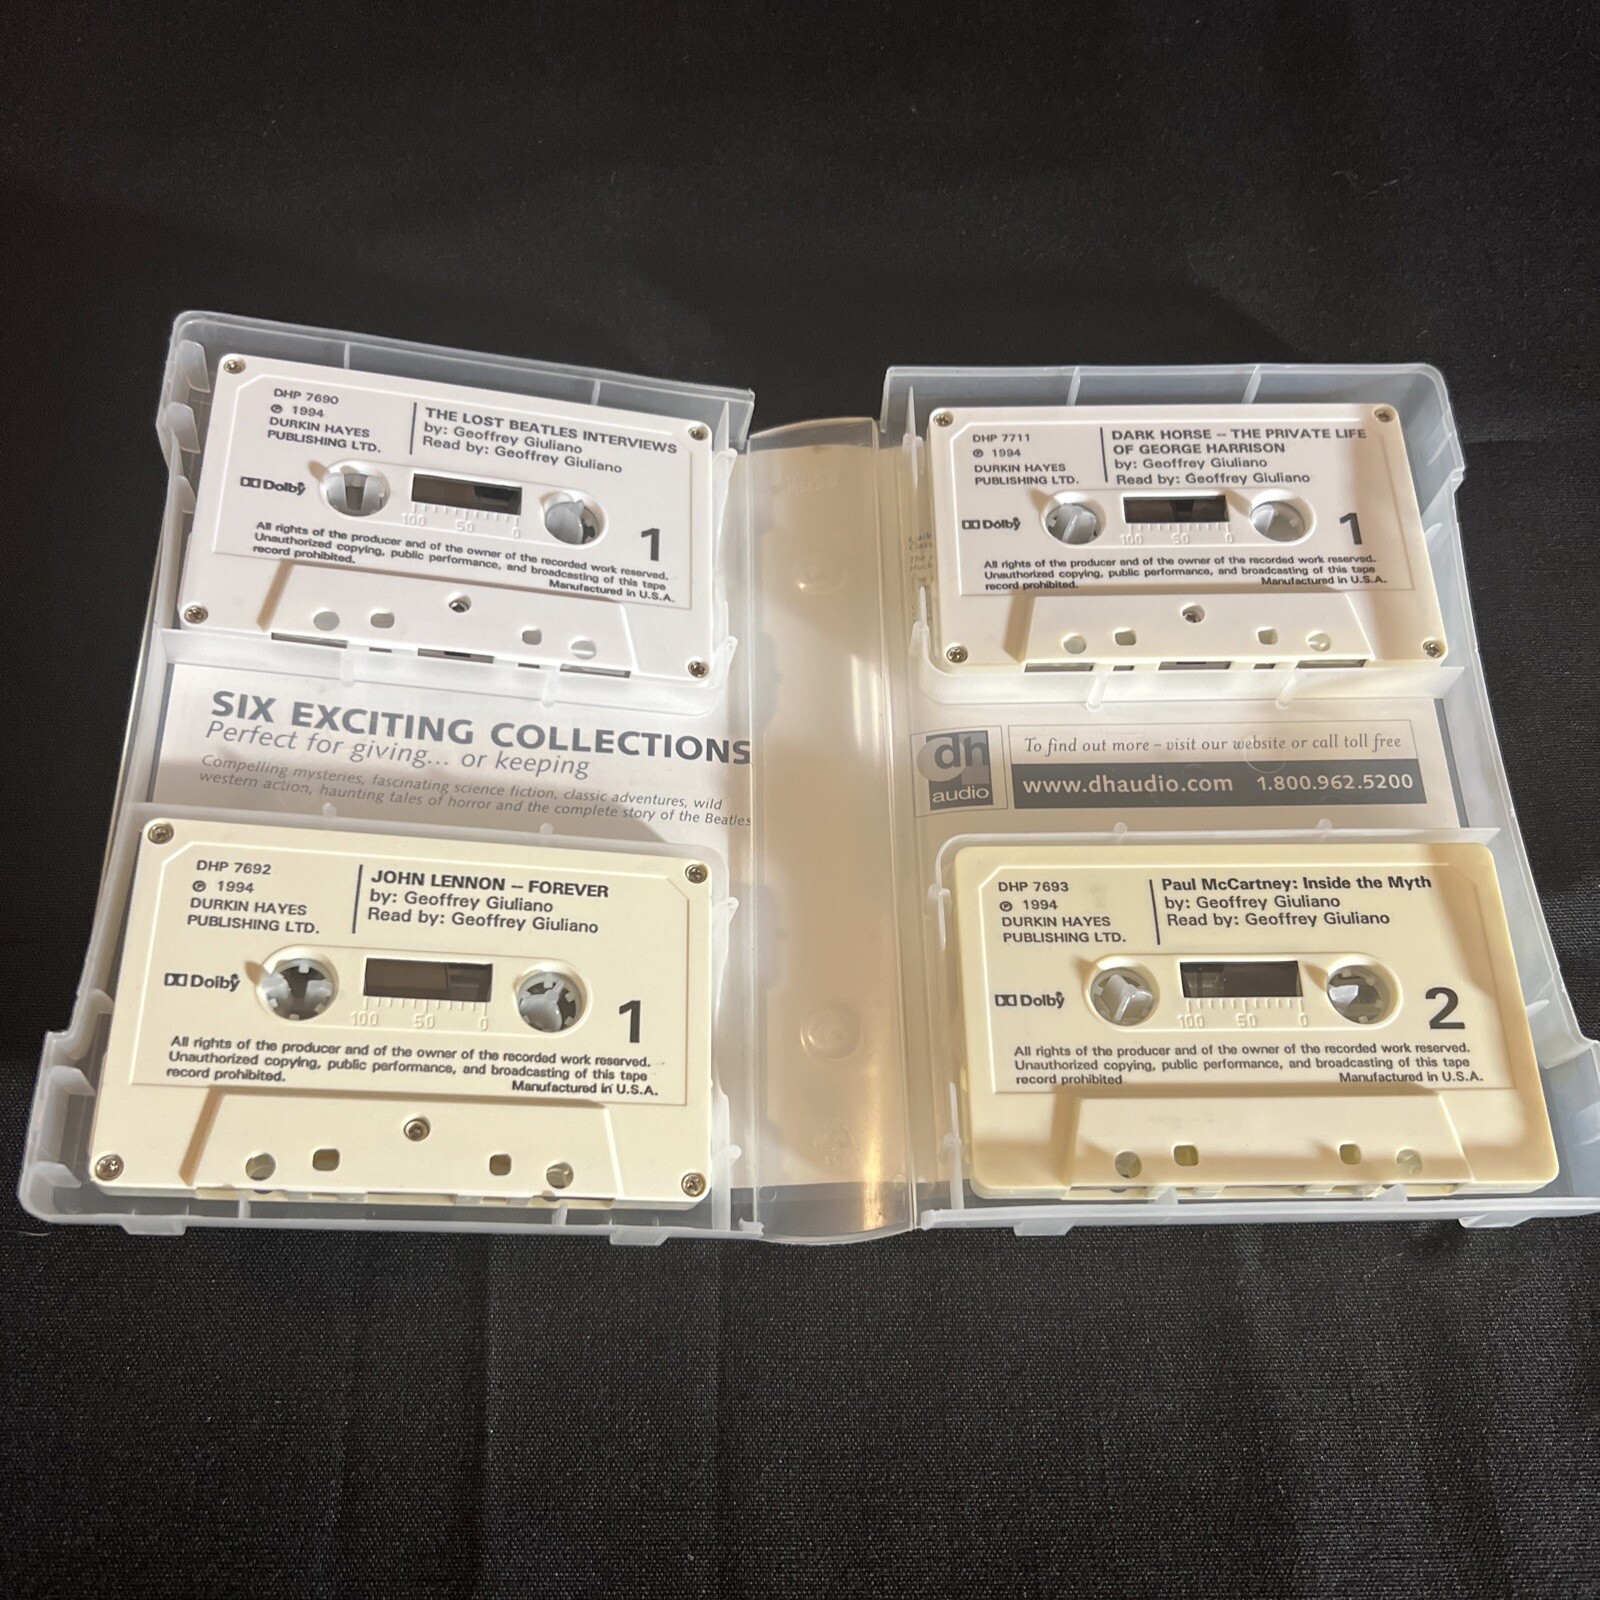 DHP 7690
℗ 1994
DURKIN HAYES
PUBLISHING LTD.
THE LOST BEATLES INTERVIEWS
by: Geoffrey Giuliano
Read by: Geoffrey Giuliano
Dolby
100 50 0
1
All rights of the producer and of the owner of the recorded work reserved.
Unauthorized copying, public performance, and broadcasting of this tape
record prohibited.
Manufactured in U.S.A.
DHP 7711
℗ 1994
DURKIN HAYES
PUBLISHING LTD.
DARK HORSE – THE PRIVATE LIFE
OF GEORGE HARRISON
by: Geoffrey Giuliano
Read by: Geoffrey Giuliano
Dolby
100 50 0
1
All rights of the producer and of the owner of the recorded work reserved.
Unauthorized copying, public performance, and broadcasting of this tape
record prohibited.
Manufactured in U.S.A.
SIX EXCITING COLLECTIONS
Perfect for giving... or keeping
Compelling mysteries, fascinating science fiction, classic adventures, wild
western action, haunting tales of horror and the complete story of the Beatles
dh
audio
To find out more – visit our website or call toll free
www.dhaudio.com 1.800.962.5200
DHP 7692
℗ 1994
DURKIN HAYES
PUBLISHING LTD.
JOHN LENNON – FOREVER
by: Geoffrey Giuliano
Read by: Geoffrey Giuliano
Dolby
100 50 0
1
All rights of the producer and of the owner of the recorded work reserved.
Unauthorized copying, public performance, and broadcasting of this tape
record prohibited.
Manufactured in U.S.A.
DHP 7693
℗ 1994
DURKIN HAYES
PUBLISHING LTD.
Paul McCartney: Inside the Myth
by: Geoffrey Giuliano
Read by: Geoffrey Giuliano
Dolby
100 50 0
2
All rights of the producer and of the owner of the recorded work reserved.
Unauthorized copying, public performance, and broadcasting of this tape
record prohibited
Manufactured in U.S.A.